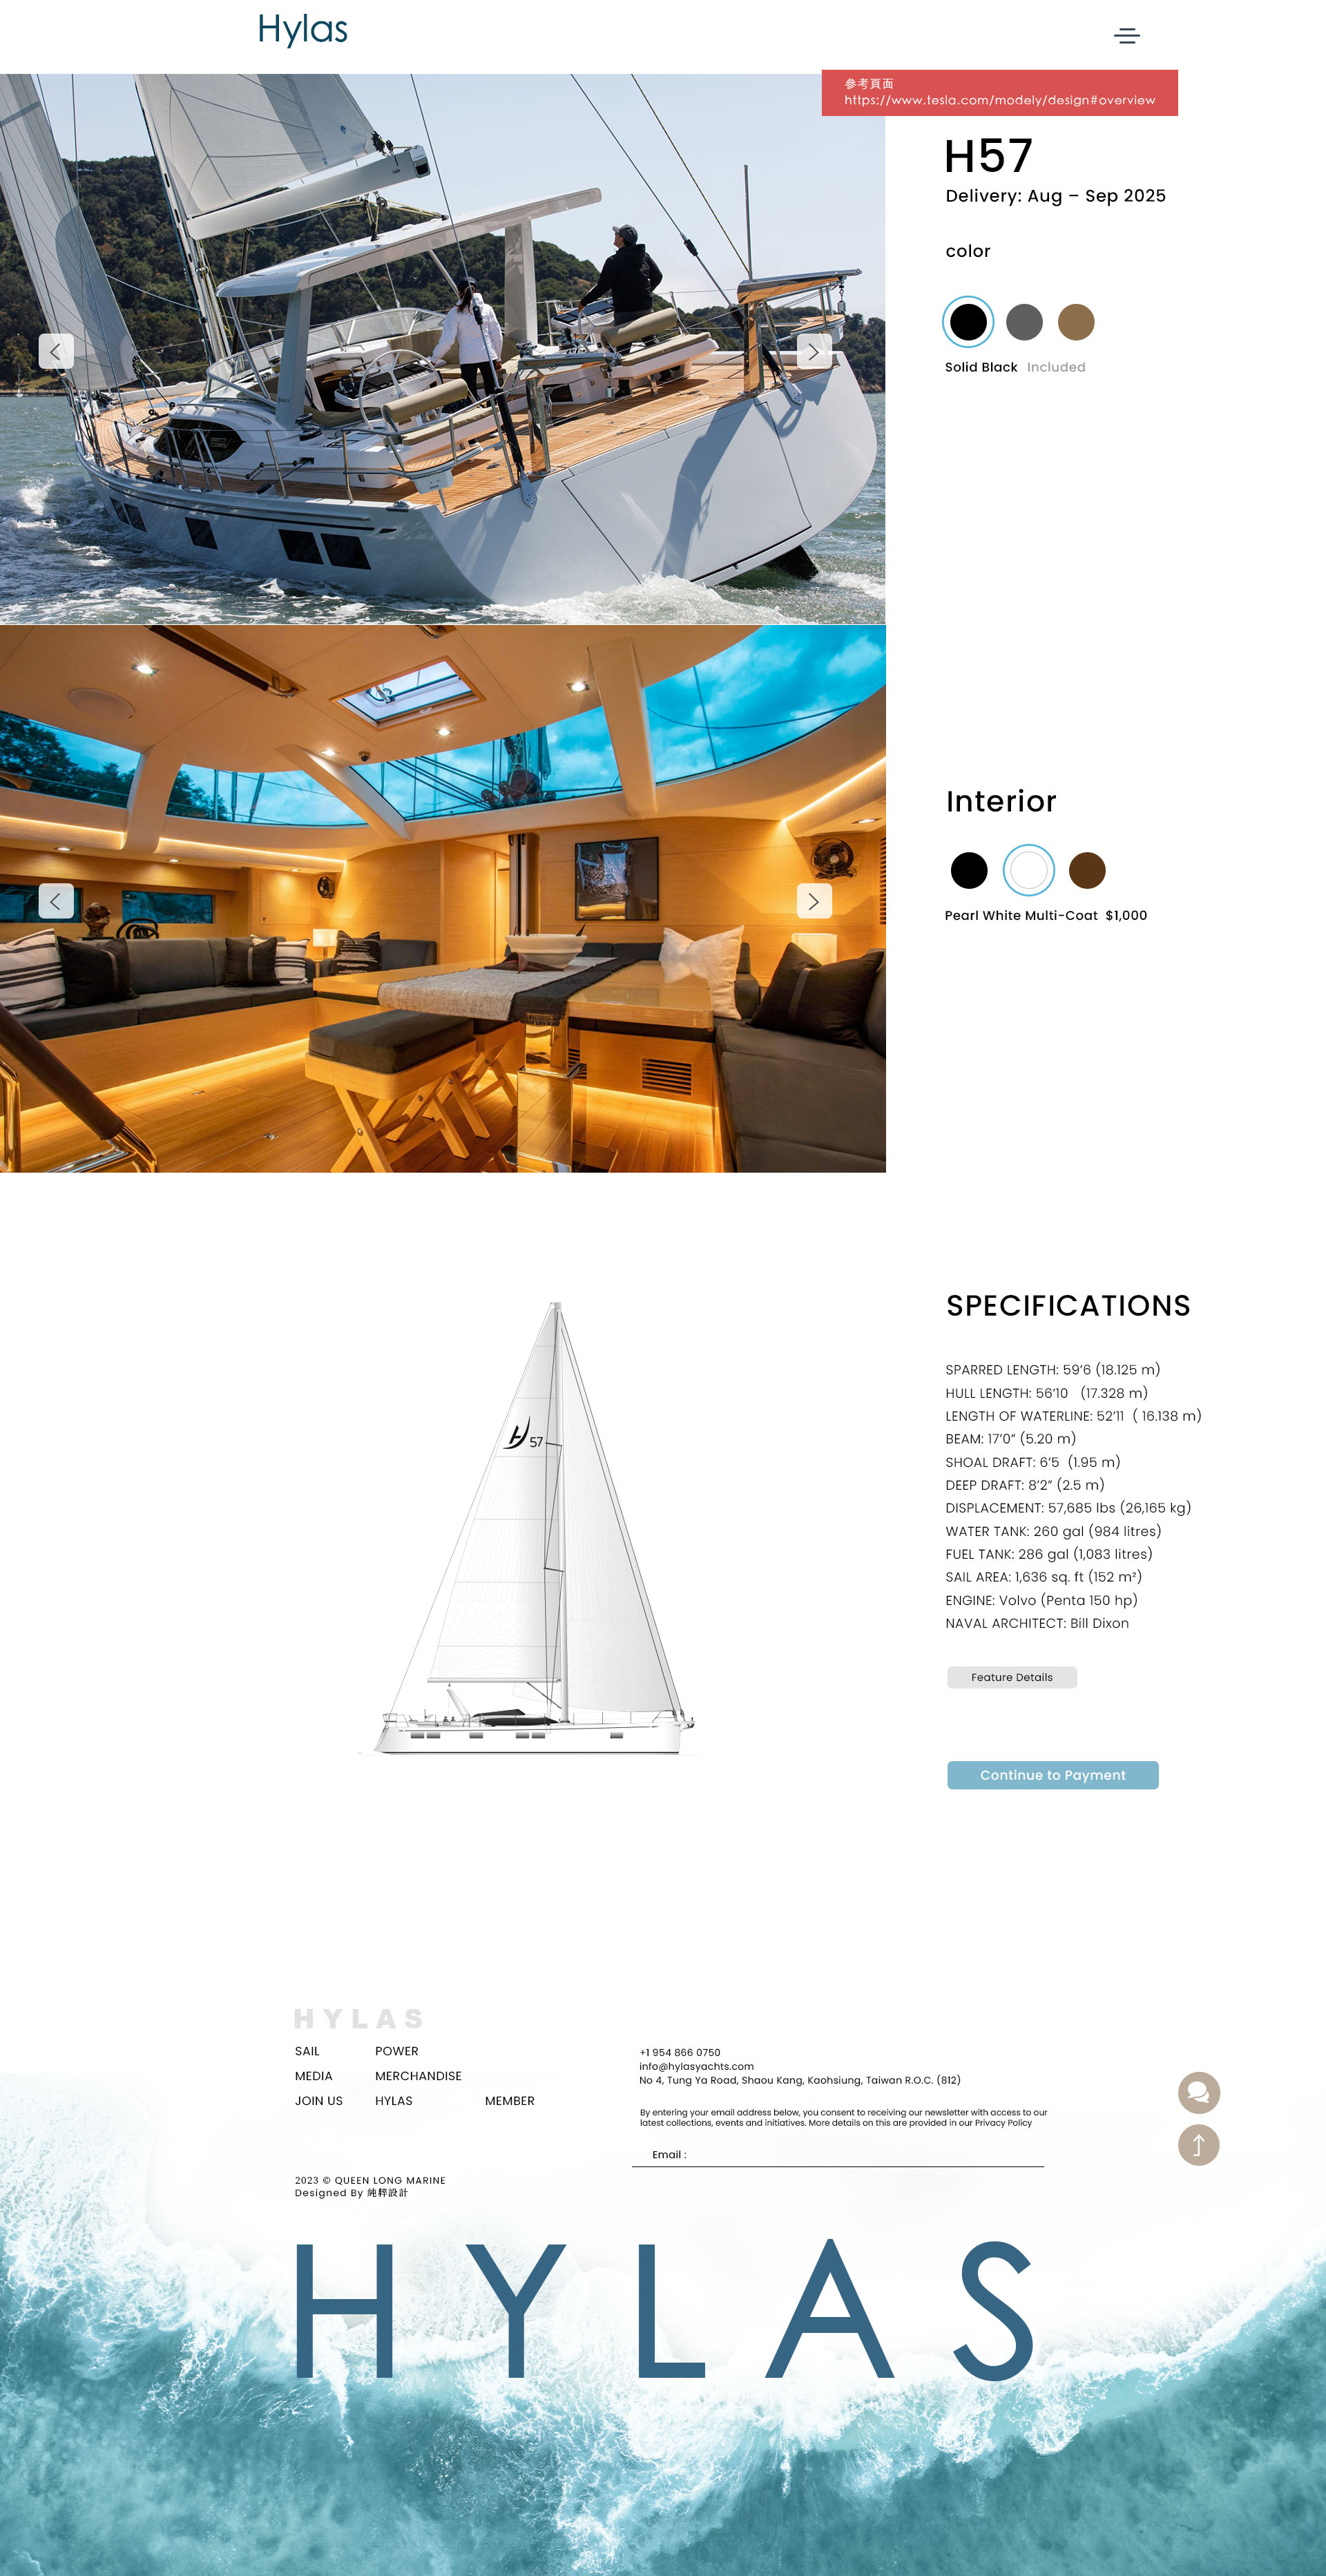 Hylas
參考頁面
https://www.tesla.com/modely/design#overview
H57
Delivery: Aug – Sep 2025
color
Solid Black Included
Interior
Pearl White Multi-Coat $1,000
SPECIFICATIONS
57
SPARRED LENGTH: 59’6 (18.125 m)
HULL LENGTH: 56’10 (17.328 m)
LENGTH OF WATERLINE: 52’11 ( 16.138 m)
BEAM: 17’0” (5.20 m)
SHOAL DRAFT: 6’5 (1.95 m)
DEEP DRAFT: 8’2” (2.5 m)
DISPLACEMENT: 57,685 lbs (26,165 kg)
WATER TANK: 260 gal (984 litres)
FUEL TANK: 286 gal (1,083 litres)
SAIL AREA: 1,636 sq. ft (152 m²)
ENGINE: Volvo (Penta 150 hp)
NAVAL ARCHITECT: Bill Dixon
Feature Details
Continue to Payment
HYLAS
SAIL POWER
MEDIA MERCHANDISE
JOIN US HYLAS MEMBER
+1 954 866 0750
info@hylasyachts.com
No 4, Tung Ya Road, Shaou Kang, Kaohsiung, Taiwan R.O.C. (812)
By entering your email address below, you consent to receiving our newsletter with access to our
latest collections, events and initiatives. More details on this are provided in our Privacy Policy
Email :
2023 © QUEEN LONG MARINE
Designed By 純粹設計
HYLAS